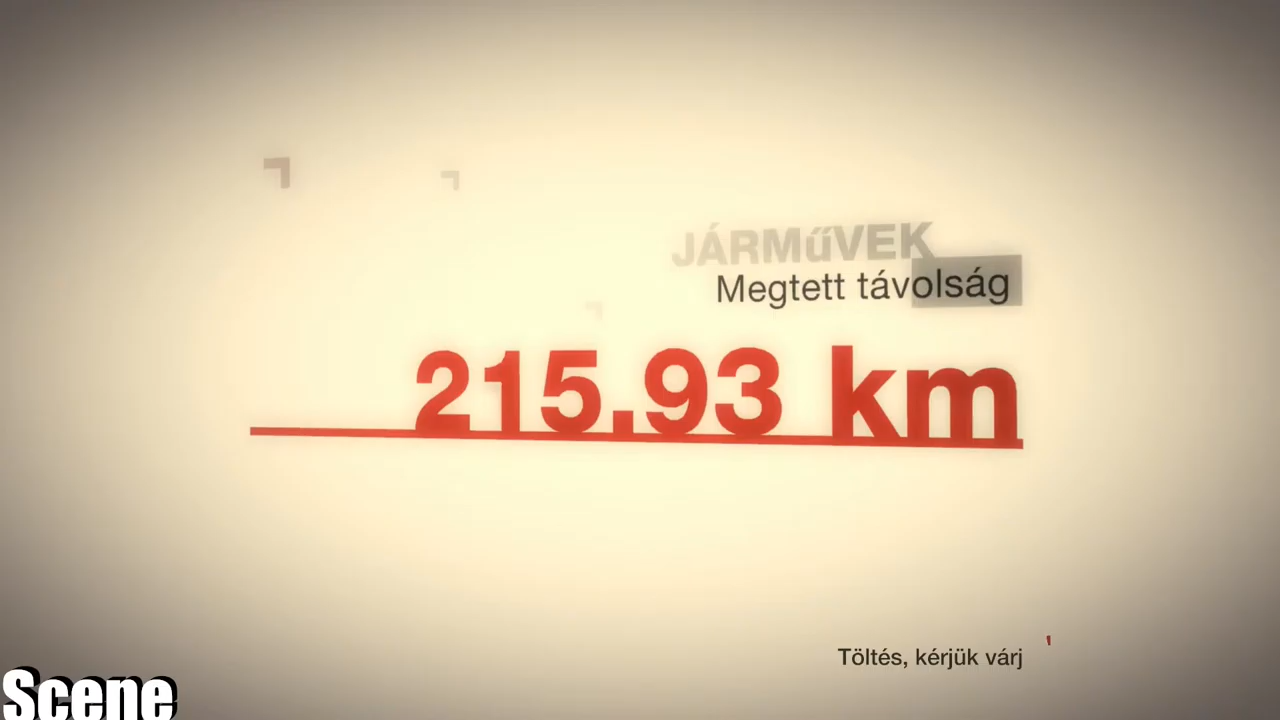 JÁRMűVEK
Megtett távolság
215.93 km
Töltés, kérjük várj
Scene